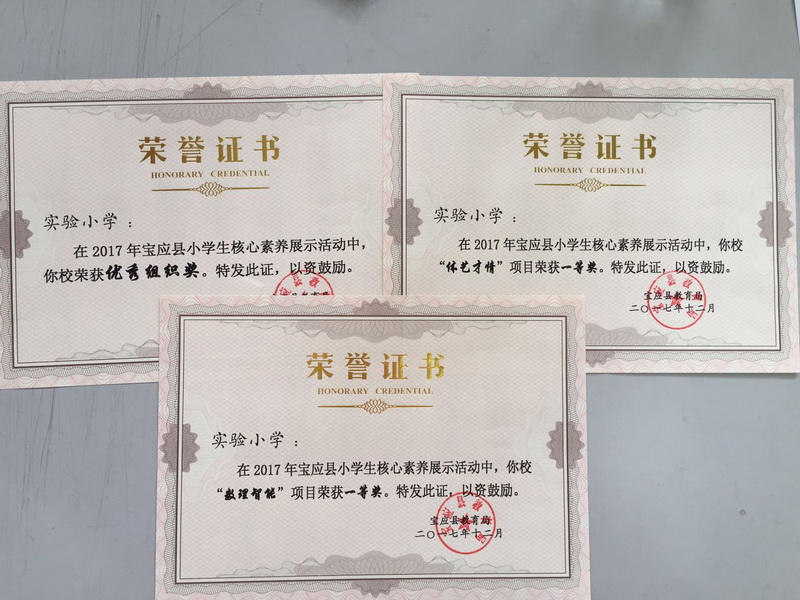 荣誉证书
HONORARY CREDENTIAL
实验小学：
在2017年宝应县小学生核心素养展示活动中，
你校荣获优秀组织奖。特发此证，以资鼓励。
荣誉证书
HONORARY CREDENTIAL
实验小学：
在2017年宝应县小学生核心素养展示活动中，你校
“体艺才情”项目荣获一等奖。特发此证，以资鼓励。
宝应县教育局
二〇一七年十二月
荣誉证书
HONORARY CREDENTIAL
实验小学：
在2017年宝应县小学生核心素养展示活动中，你校
“数理智能”项目荣获一等奖。特发此证，以资鼓励。
宝应县教育局
二〇一七年十二月